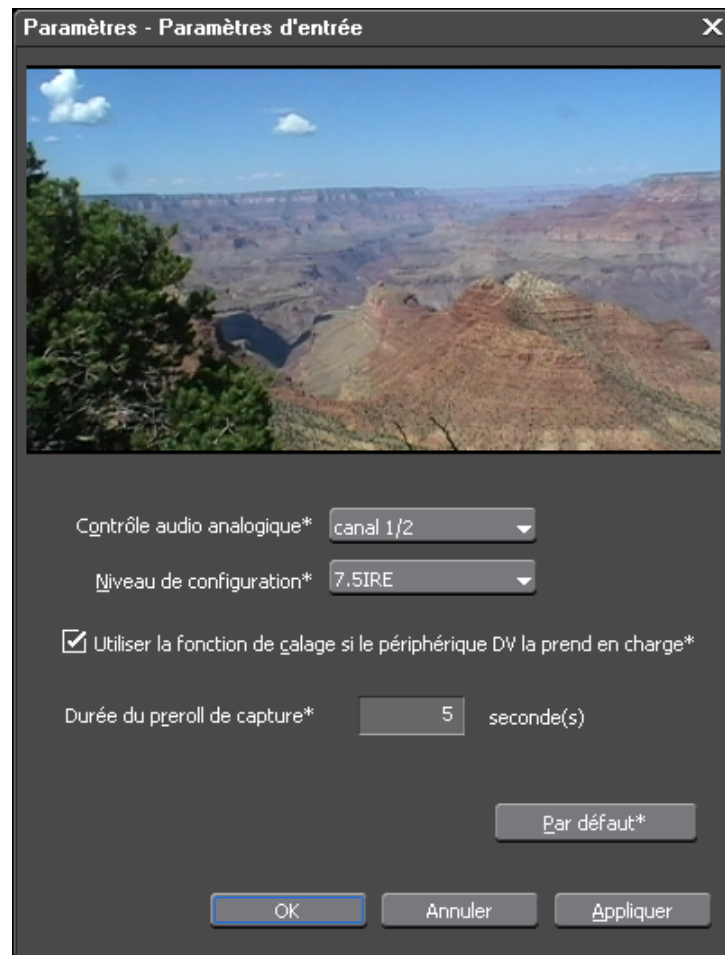 Paramètres - Paramètres d'entrée
Contrôle audio analogique* canal 1/2
Niveau de configuration* 7.5IRE
Utiliser la fonction de calage si le périphérique DV la prend en charge*
Durée du preroll de capture* 5 seconde(s)
Par défaut*
OK Annuler Appliquer